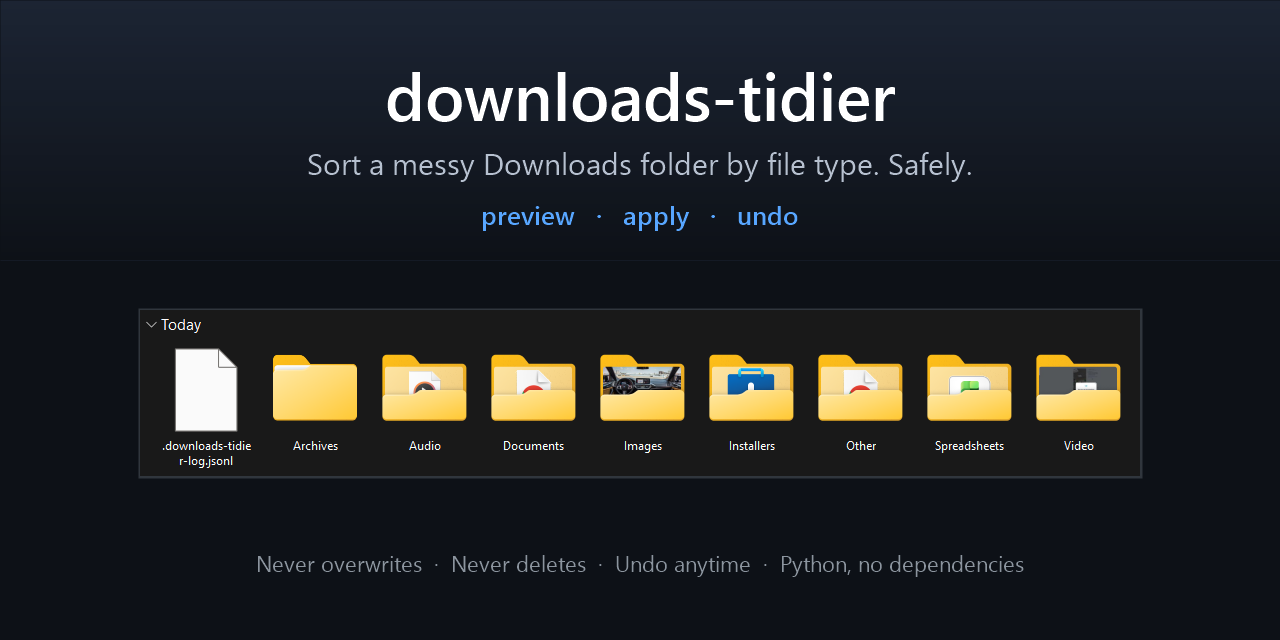 downloads-tidier
Sort a messy Downloads folder by file type. Safely.
preview · apply · undo
Today
.downloads-tidie
r-log.jsonl
Archives
Audio
Documents
Images
Installers
Other
Spreadsheets
Video
Never overwrites · Never deletes · Undo anytime · Python, no dependencies